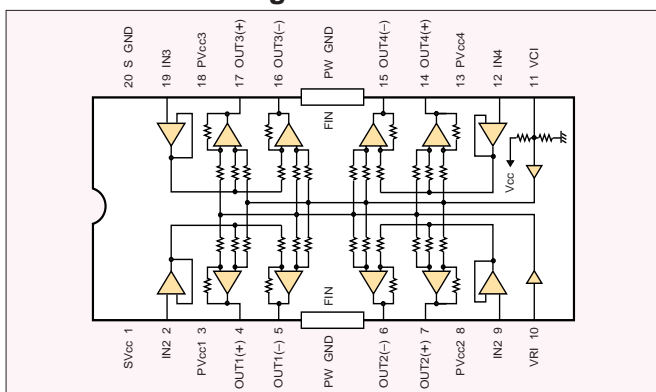 20 S GND
19 IN3
18 PVcc3
17 OUT3(+)
16 OUT3(−)
PW GND
15 OUT4(−)
14 OUT4(+)
13 PVcc4
12 IN4
11 VCI
FIN
Vcc
FIN
SVcc 1
IN2 2
PVcc1 3
OUT1(+) 4
OUT1(−) 5
PW GND
OUT2(−) 6
OUT2(+) 7
PVcc2 8
IN2 9
VRI 10